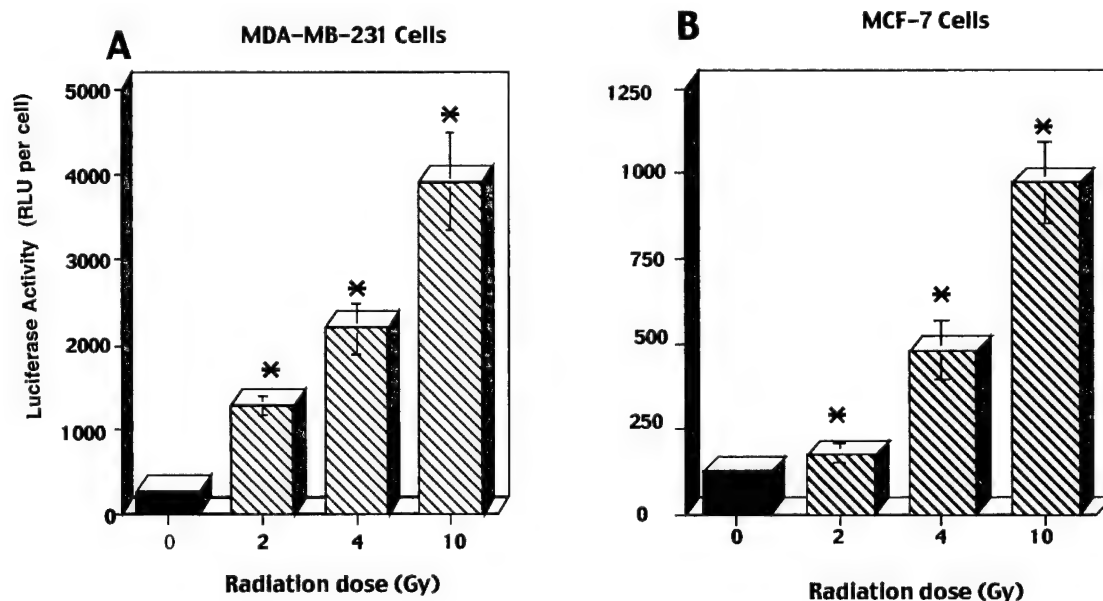 A
MDA-MB-231 Cells
Luciferase Activity (RLU per cell)
5000
4000
3000
2000
1000
0
*
*
*
0 2 4 10
Radiation dose (Gy)
B
MCF-7 Cells
1250
1000
750
500
250
0
*
*
*
0 2 4 10
Radiation dose (Gy)